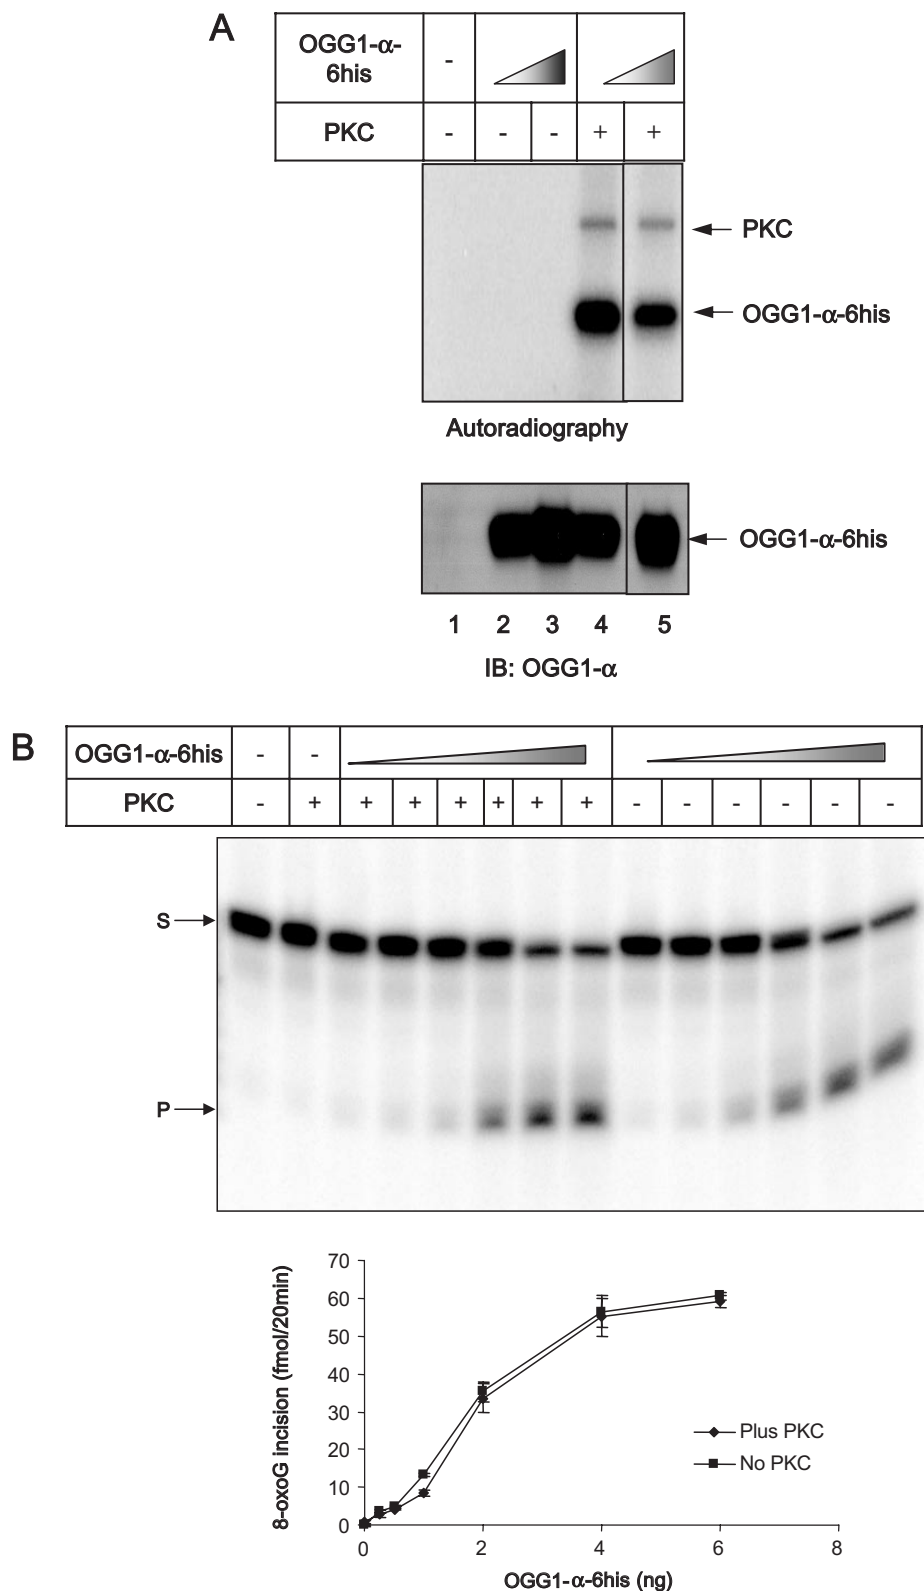 A
OGG1-α-
6his
-
PKC
-
-
-
+
+
PKC
OGG1-α-6his
Autoradiography
OGG1-α-6his
1 2 3 4 5
IB: OGG1-α
B
OGG1-α-6his
-
-
PKC
-
+
+
+
+
+
+
+
-
-
-
-
-
-
S
P
70
60
50
40
30
20
10
0
8-oxoG incision (fmol/20min)
Plus PKC
No PKC
0 2 4 6 8
OGG1-α-6his (ng)